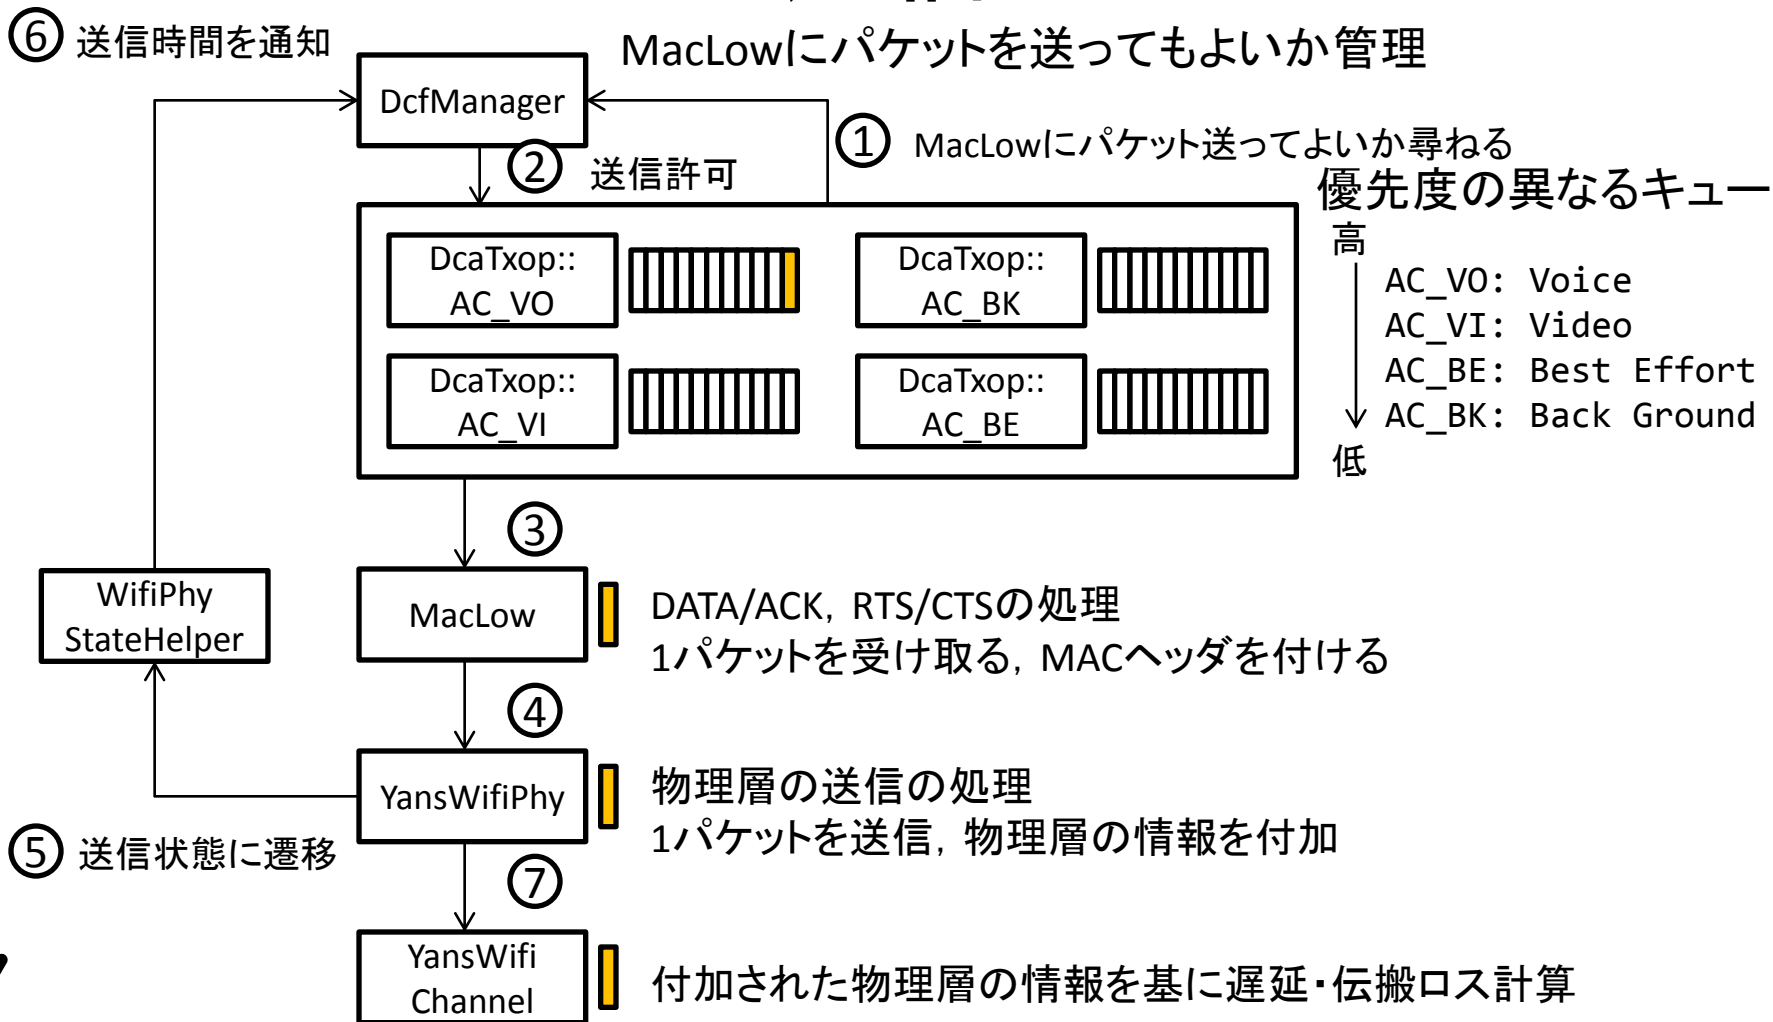 ⑥ 送信時間を通知
MacLowにパケットを送ってもよいか管理
DcfManager
① MacLowにパケット送ってよいか尋ねる
② 送信許可
優先度の異なるキュー
高
AC_VO: Voice
AC_VI: Video
AC_BE: Best Effort
AC_BK: Back Ground
低
DcaTxop::
AC_VO
DcaTxop::
AC_BK
DcaTxop::
AC_VI
DcaTxop::
AC_BE
③
WifiPhy
StateHelper
MacLow
DATA/ACK, RTS/CTSの処理
1パケットを受け取る, MACヘッダを付ける
④
YansWifiPhy
物理層の送信の処理
1パケットを送信, 物理層の情報を付加
⑤ 送信状態に遷移
⑦
YansWifi
Channel
付加された物理層の情報を基に遅延・伝搬ロス計算